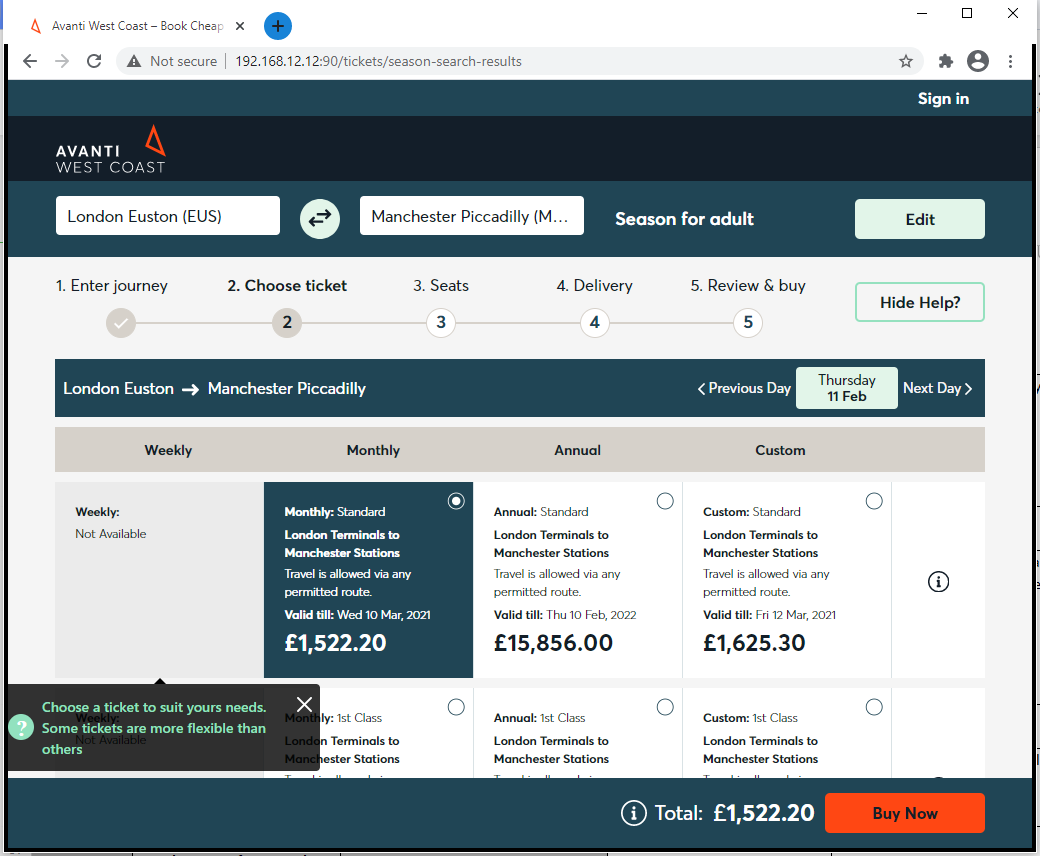 Avanti West Coast – Book Cheap
Not secure
192.168.12.12:90/tickets/season-search-results
Sign in
AVANTI
WEST COAST
London Euston (EUS)
Manchester Piccadilly (M...
Season for adult
Edit
1. Enter journey
2. Choose ticket
3. Seats
4. Delivery
5. Review & buy
Hide Help?
2
3
4
5
London Euston
Manchester Piccadilly
Previous Day
Thursday
11 Feb
Next Day
Weekly
Monthly
Annual
Custom
Weekly:
Not Available
Monthly: Standard
London Terminals to
Manchester Stations
Travel is allowed via any
permitted route.
Valid till: Wed 10 Mar, 2021
£1,522.20
Annual: Standard
London Terminals to
Manchester Stations
Travel is allowed via any
permitted route.
Valid till: Thu 10 Feb, 2022
£15,856.00
Custom: Standard
London Terminals to
Manchester Stations
Travel is allowed via any
permitted route.
Valid till: Fri 12 Mar, 2021
£1,625.30
i
?
Choose a ticket to suit yours needs.
Some tickets are more flexible than
others
Weekly:
Not Available
Monthly: 1st Class
London Terminals to
Manchester Stations
Annual: 1st Class
London Terminals to
Manchester Stations
Custom: 1st Class
London Terminals to
Manchester Stations
i
Total: £1,522.20
Buy Now